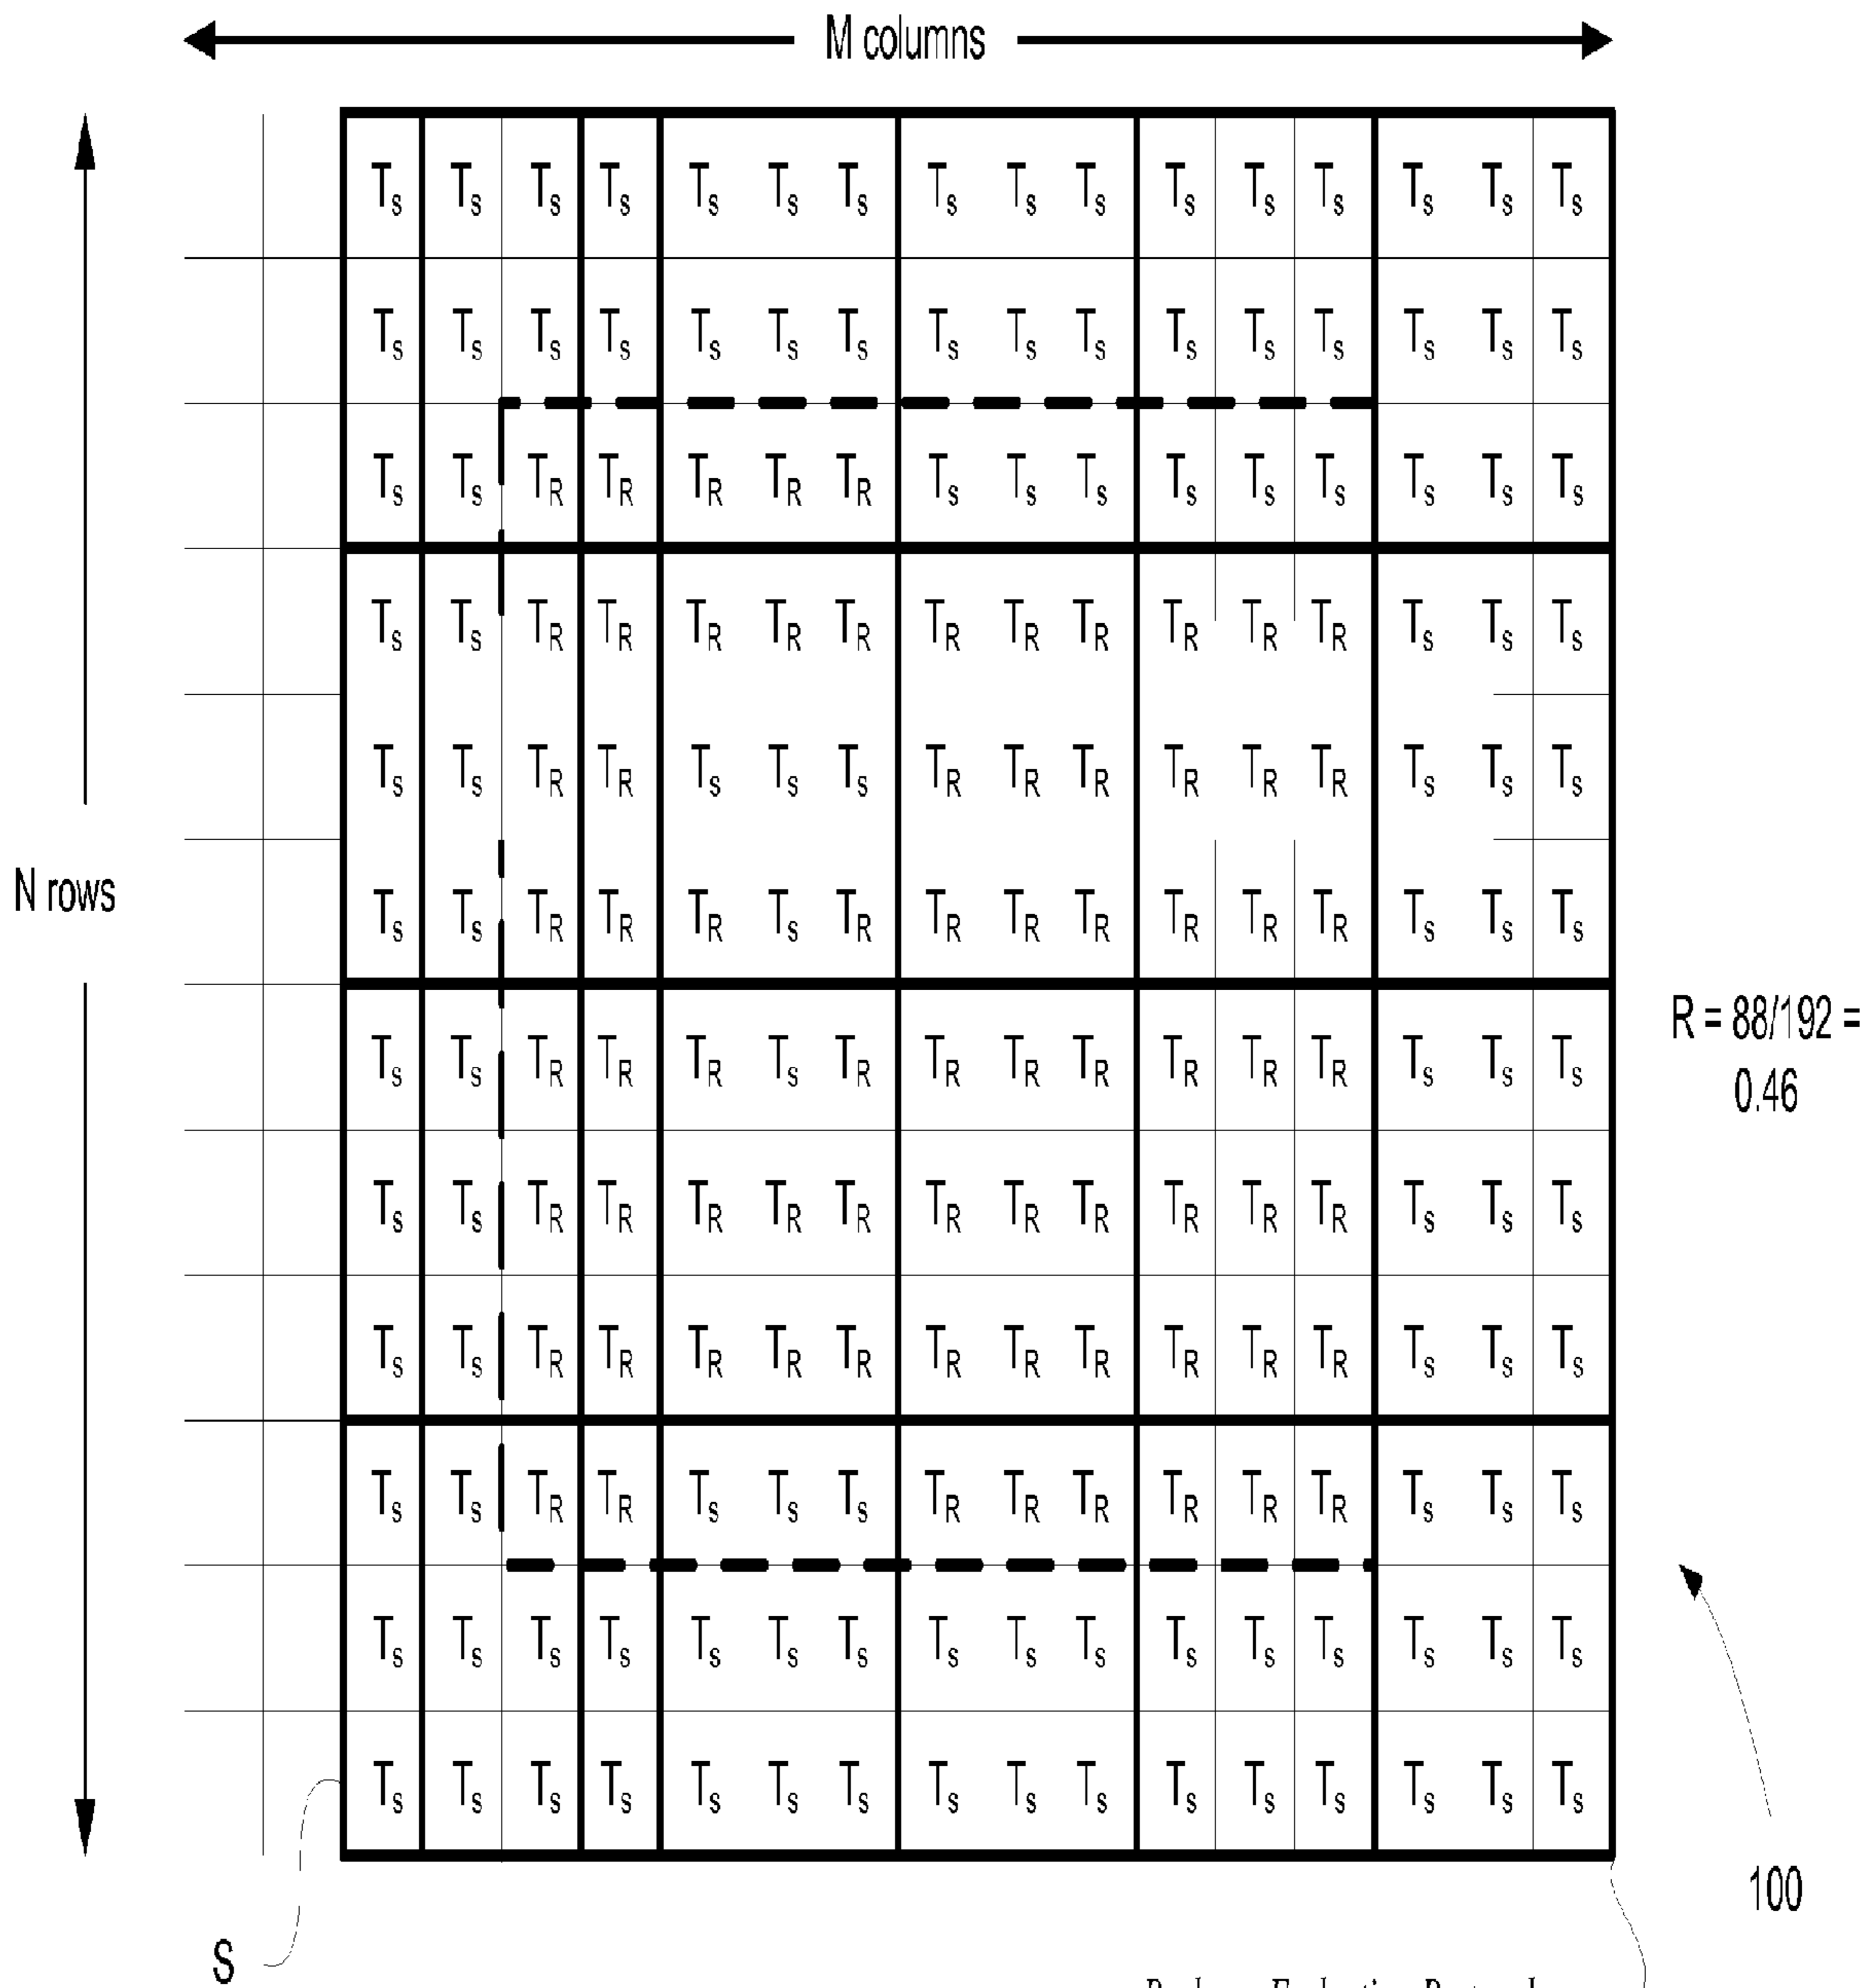 M columns
Ts Ts Ts Ts Ts Ts Ts Ts Ts Ts Ts Ts Ts Ts Ts Ts
Ts Ts Ts Ts Ts Ts Ts Ts Ts Ts Ts Ts Ts Ts Ts Ts
Ts Ts TR TR TR TR TR Ts Ts Ts Ts Ts Ts Ts Ts Ts
Ts Ts TR TR TR TR TR TR TR TR TR TR TR Ts Ts Ts
Ts Ts TR TR Ts Ts Ts TR TR TR TR TR TR Ts Ts Ts
N rows
Ts Ts TR TR TR Ts TR TR TR TR TR TR TR Ts Ts Ts
Ts Ts TR TR TR Ts TR TR TR TR TR TR TR Ts Ts Ts
R = 88/192 =
0.46
Ts Ts TR TR TR TR TR TR TR TR TR TR TR Ts Ts Ts
Ts Ts TR TR TR TR TR TR TR TR TR TR TR Ts Ts Ts
Ts Ts TR TR Ts Ts Ts TR TR TR TR TR TR Ts Ts Ts
Ts Ts Ts Ts Ts Ts Ts Ts Ts Ts Ts Ts Ts Ts Ts Ts
Ts Ts Ts Ts Ts Ts Ts Ts Ts Ts Ts Ts Ts Ts Ts Ts
100
S